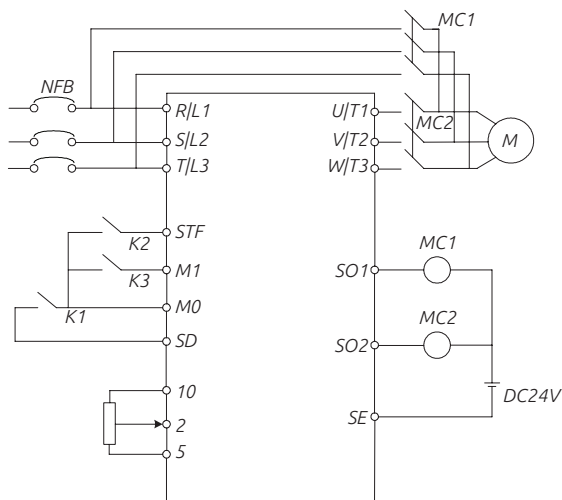 MC1
NFB
R|L1
U|T1
MC2
S|L2
V|T2
M
T|L3
W|T3
STF
K2
MC1
M1
SO1
K3
M0
K1
MC2
SD
SO2
10
DC24V
2
SE
5